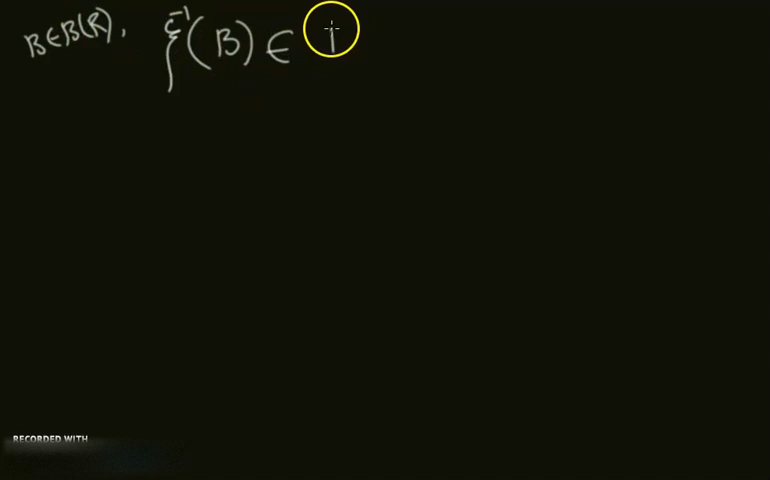 B∈B(R), ξ⁻¹(B) ∈
RECORDED WITH